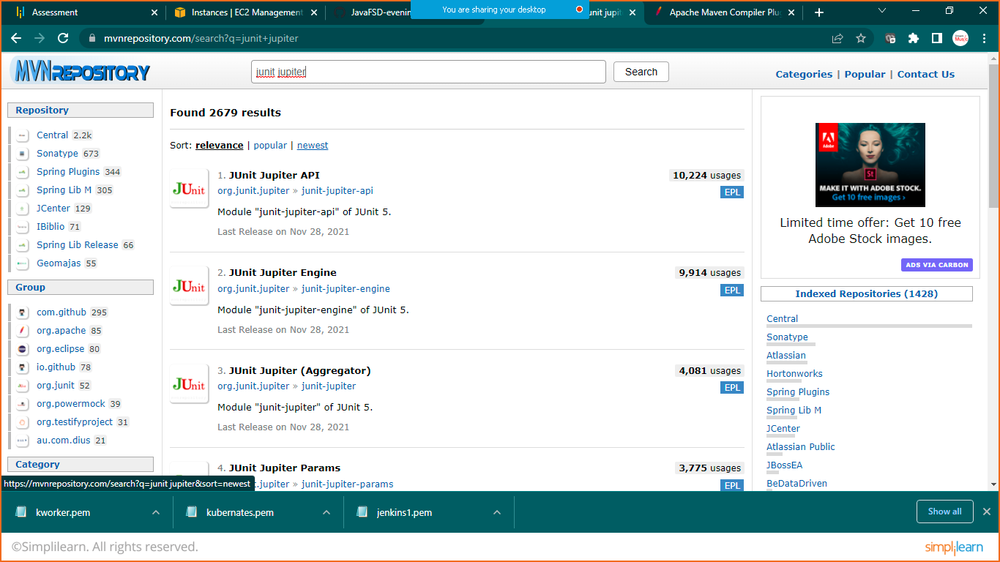 Assessment
Instances | EC2 Management
JavaFSD-evenin
You are sharing your desktop
unit jupit
Apache Maven Compiler Plu
mvnrepository.com/search?q=junit+jupiter
MVNREPOSITORY
junit jupiter
Search
Categories | Popular | Contact Us
Repository
Central 2.2k
Sonatype 673
Spring Plugins 344
Spring Lib M 305
JCenter 129
IBiblio 71
Spring Lib Release 66
Geomajas 55
Group
com.github 295
org.apache 85
org.eclipse 80
io.github 78
org.junit 52
org.powermock 39
org.testifyproject 31
au.com.dius 21
Category
Found 2679 results
Sort: relevance | popular | newest
JUnit
1. JUnit Jupiter API
10,224 usages
org.junit.jupiter » junit-jupiter-api
EPL
Module "junit-jupiter-api" of JUnit 5.
Last Release on Nov 28, 2021
JUnit
2. JUnit Jupiter Engine
9,914 usages
org.junit.jupiter » junit-jupiter-engine
EPL
Module "junit-jupiter-engine" of JUnit 5.
Last Release on Nov 28, 2021
JUnit
3. JUnit Jupiter (Aggregator)
4,081 usages
org.junit.jupiter » junit-jupiter
EPL
Module "junit-jupiter" of JUnit 5.
Last Release on Nov 28, 2021
4. JUnit Jupiter Params
3,775 usages
t.jupiter » junit-jupiter-params
EPL
Adobe
St
MAKE IT WITH ADOBE STOCK.
Get 10 free images ›
Limited time offer: Get 10 free
Adobe Stock images.
ADS VIA CARBON
Indexed Repositories (1428)
Central
Sonatype
Atlassian
Hortonworks
Spring Plugins
Spring Lib M
JCenter
Atlassian Public
JBossEA
BeDataDriven
https://mvnrepository.com/search?q=junit jupiter&sort=newest
kworker.pem
kubernates.pem
jenkins1.pem
Show all
©Simplilearn. All rights reserved.
simplilearn